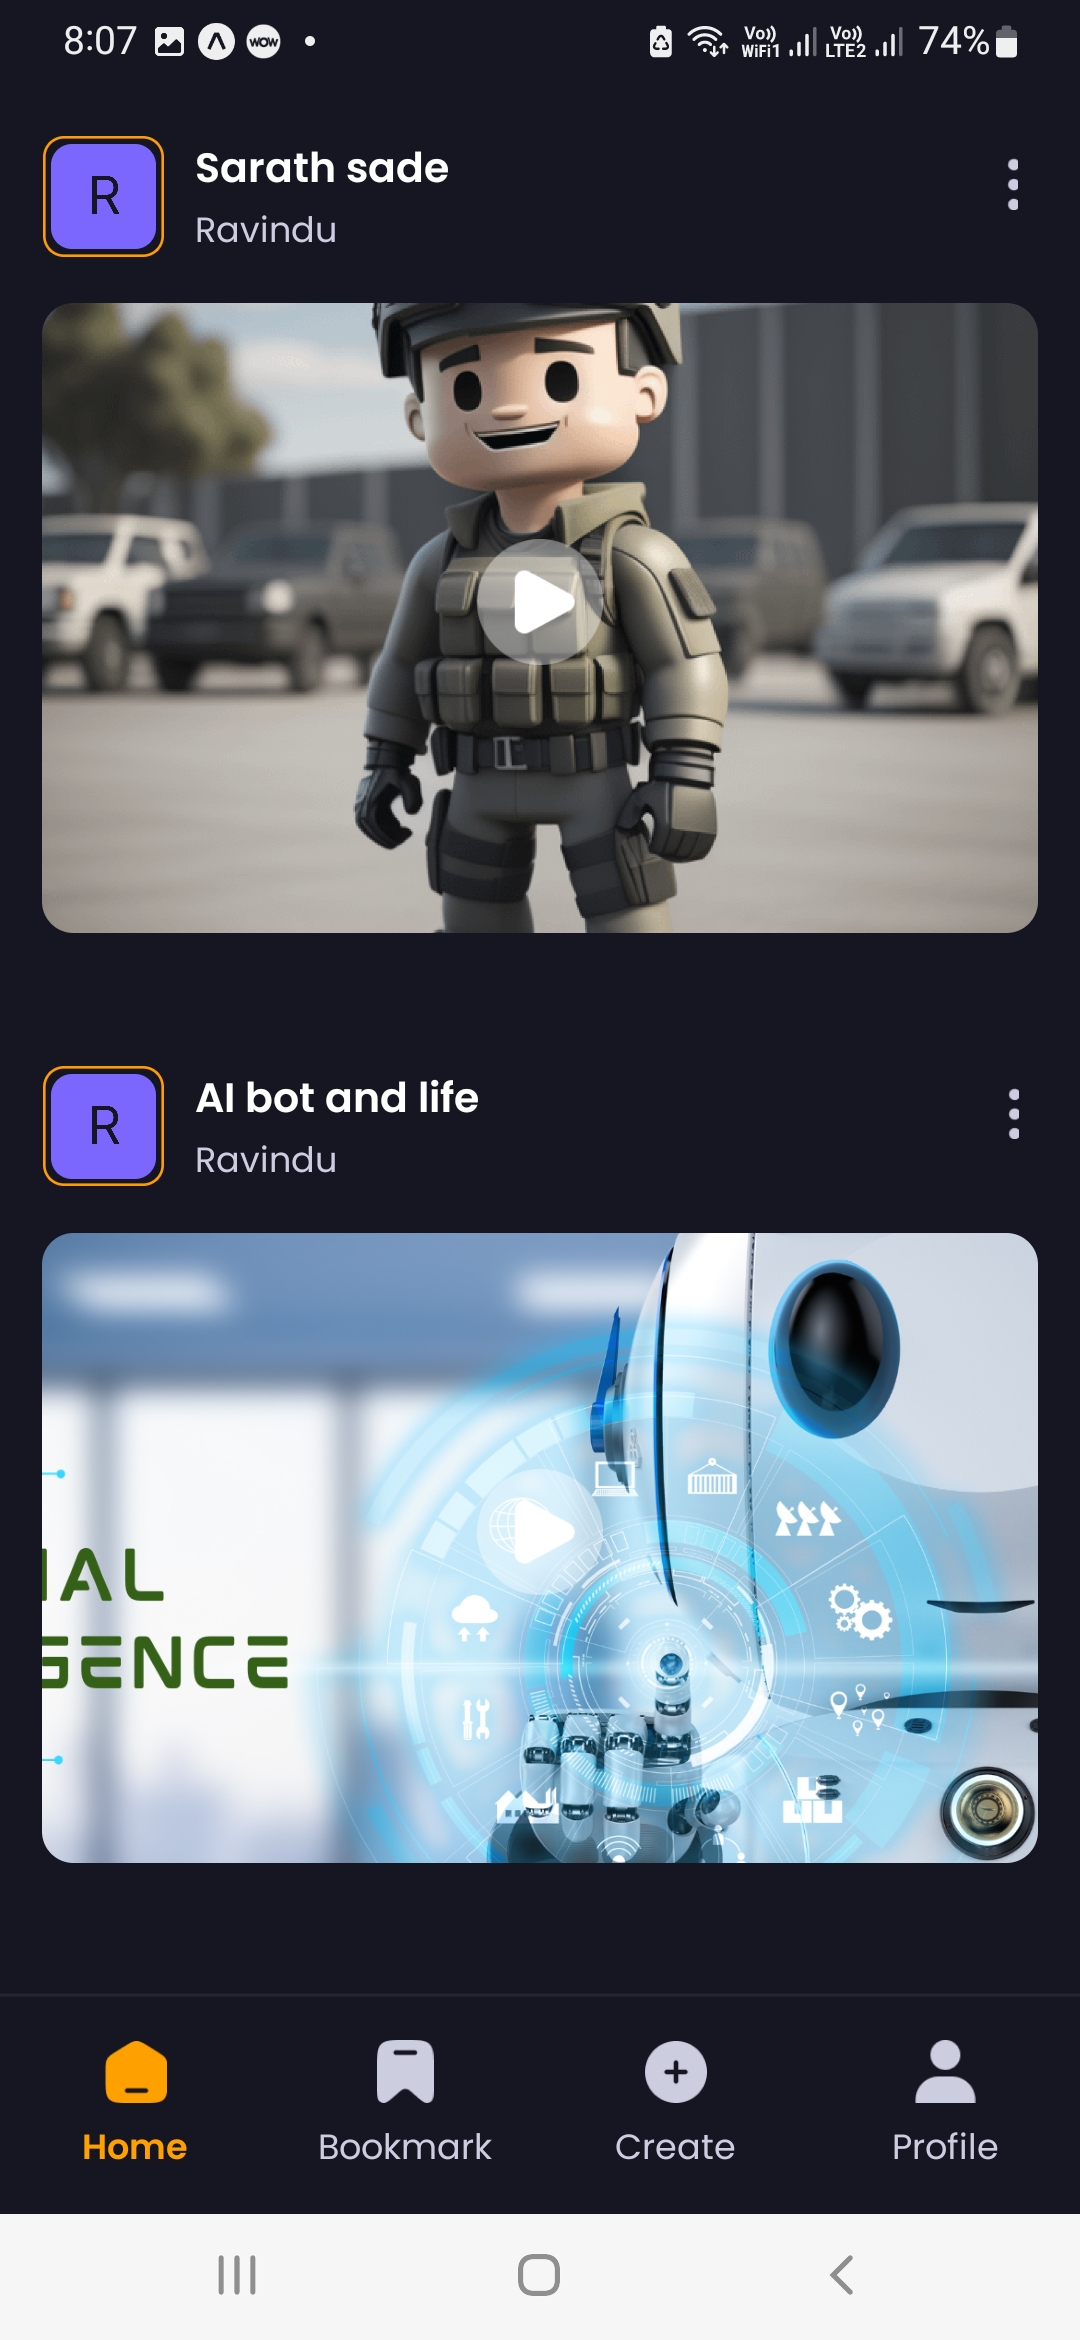 8:07
WOW
Vo))
WiFi1
Vo))
LTE2
74%
R
Sarath sade
Ravindu
R
AI bot and life
Ravindu
IAL
GENCE
Home
Bookmark
Create
Profile